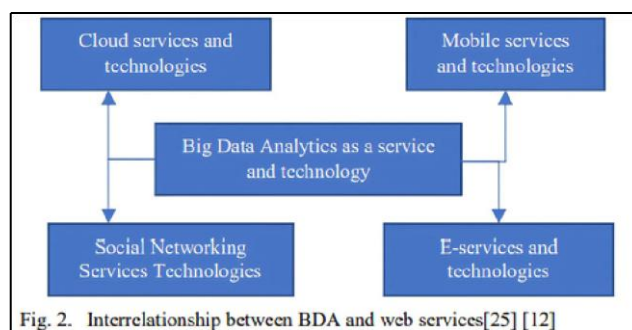 Cloud services and
technologies
Mobile services
and technologies
Big Data Analytics as a service
and technology
Social Networking
Services Technologies
E-services and
technologies
Fig. 2. Interrelationship between BDA and web services[25] [12]